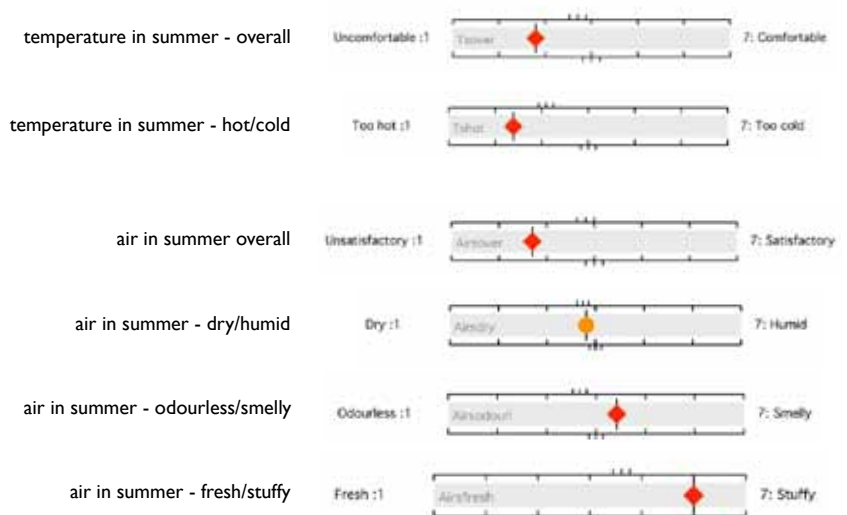 temperature in summer - overall Uncomfortable :1 Tsover 7: Comfortable
temperature in summer - hot/cold Too hot :1 Tshot 7: Too cold
air in summer overall Unsatisfactory :1 Airsover 7: Satisfactory
air in summer - dry/humid Dry :1 Airsdry 7: Humid
air in summer - odourless/smelly Odourless :1 Airsodourl 7: Smelly
air in summer - fresh/stuffy Fresh :1 Airsfresh 7: Stuffy